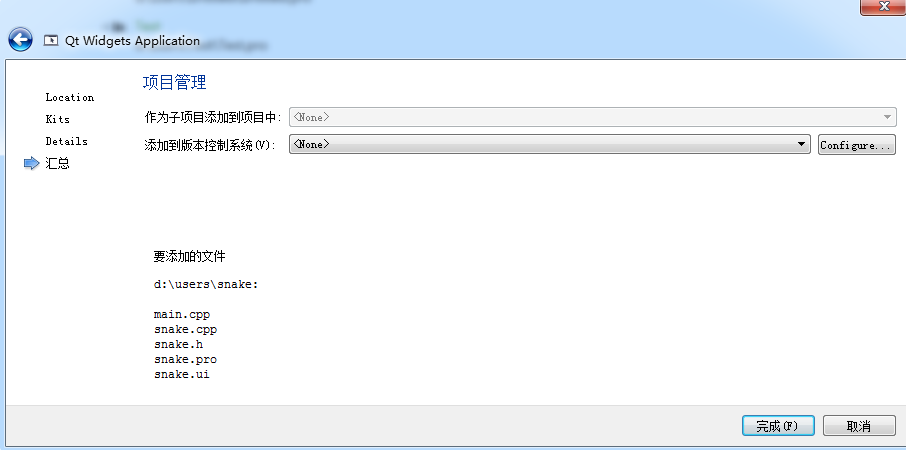 Qt Widgets Application
项目管理
Location
Kits
Details
汇总
作为子项目添加到项目中: <None>
添加到版本控制系统(V): <None> Configure...
要添加的文件
d:\users\snake:
main.cpp
snake.cpp
snake.h
snake.pro
snake.ui
完成(F) 取消